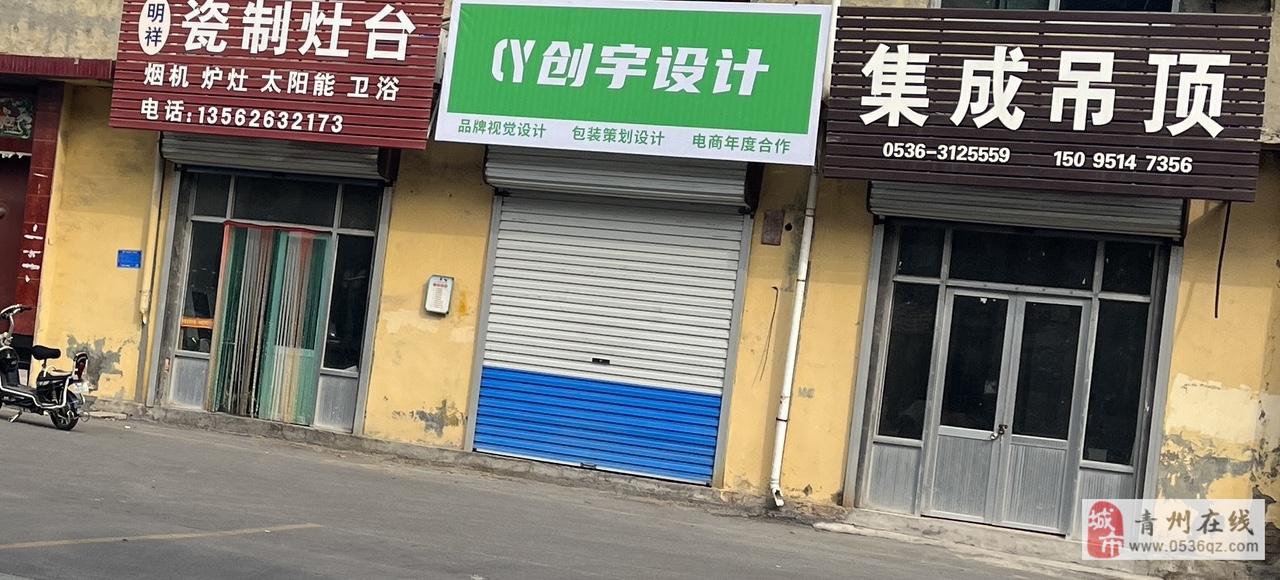 明祥
瓷制灶台
烟机 炉灶 太阳能 卫浴
电话:13562632173
CY创宇设计
品牌视觉设计 包装策划设计 电商年度合作
集成吊顶
0536-3125559 150 9514 7356
城市
青州在线
www.0536qz.com